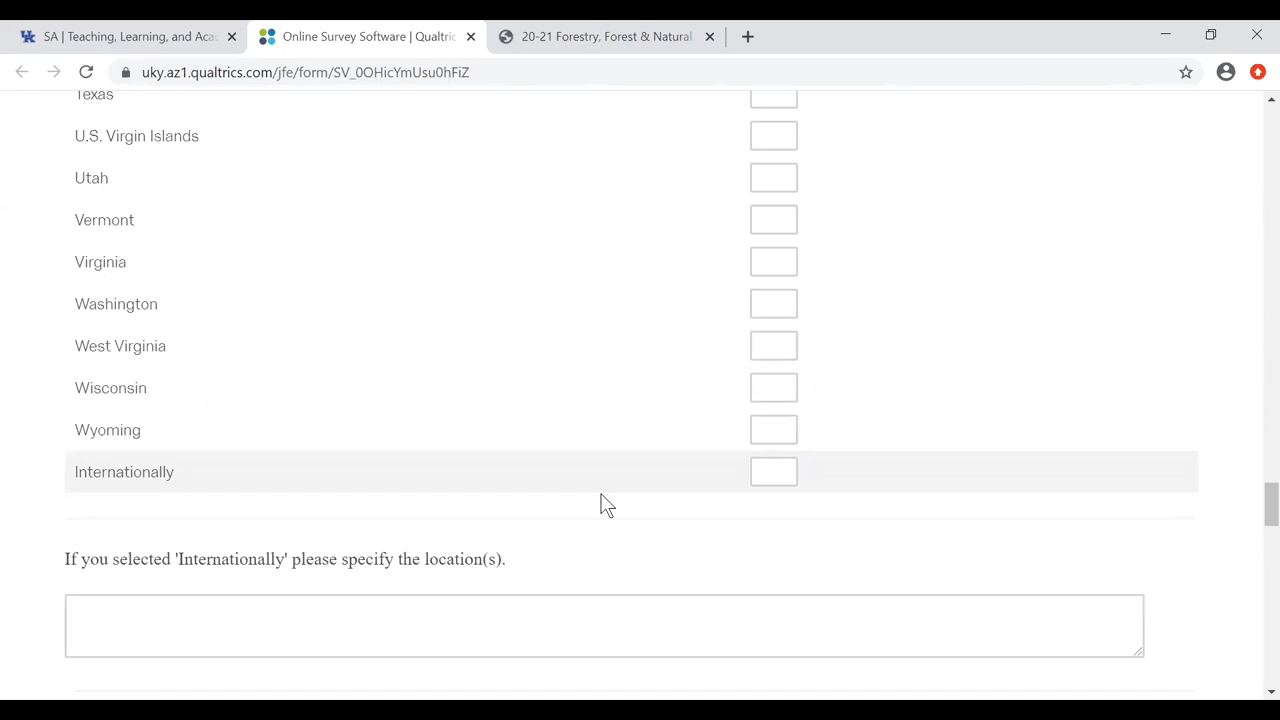 SA | Teaching, Learning, and Aca
Online Survey Software | Qualtric
20-21 Forestry, Forest & Natural
uky.az1.qualtrics.com/jfe/form/SV_0OHicYmUsu0hFiZ
Texas
U.S. Virgin Islands
Utah
Vermont
Virginia
Washington
West Virginia
Wisconsin
Wyoming
Internationally
If you selected 'Internationally' please specify the location(s).